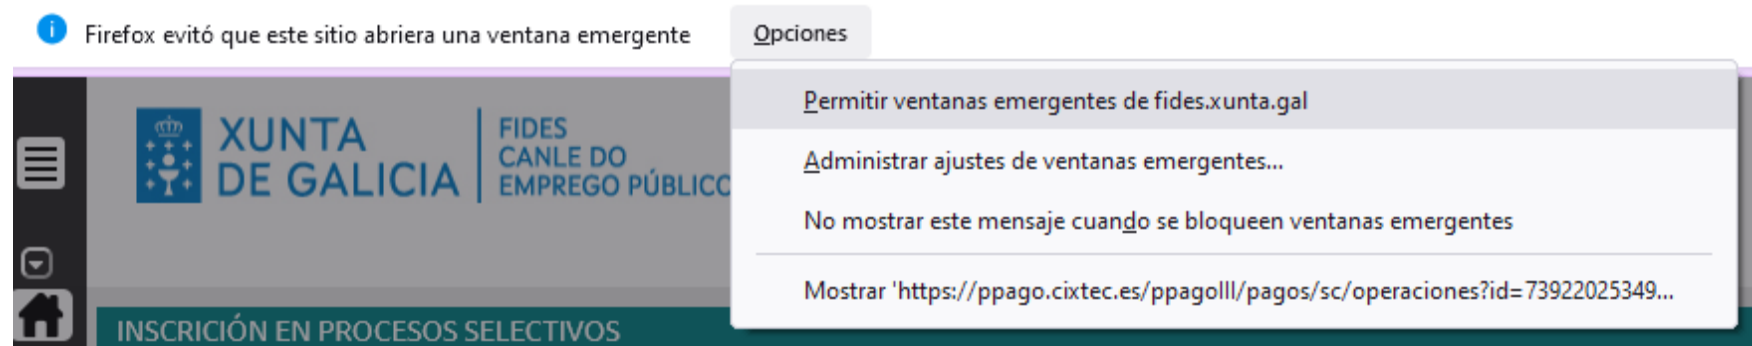 Firefox evitó que este sitio abriera una ventana emergente
Opciones
Permitir ventanas emergentes de fides.xunta.gal
Administrar ajustes de ventanas emergentes...
No mostrar este mensaje cuando se bloqueen ventanas emergentes
Mostrar 'https://ppago.cixtec.es/ppagoIII/pagos/sc/operaciones?id=73922025349...
XUNTA
DE GALICIA
FIDES
CANLE DO
EMPREGO PÚBLICO
INSCRICIÓN EN PROCESOS SELECTIVOS